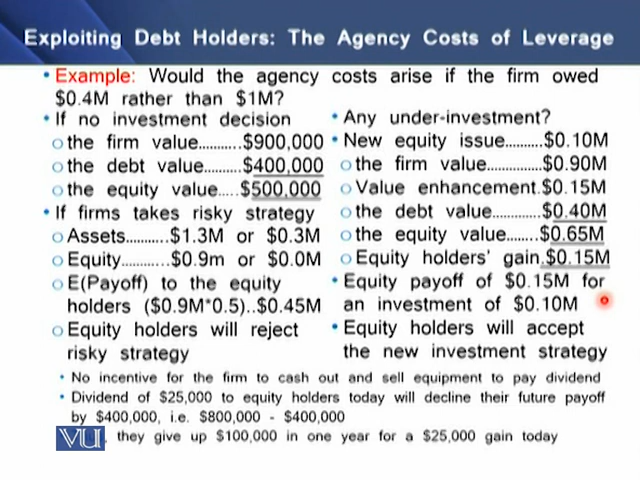 Exploiting Debt Holders: The Agency Costs of Leverage
• Example: Would the agency costs arise if the firm owed
$0.4M rather than $1M?
• If no investment decision
o the firm value..........$900,000
o the debt value.........$400,000
o the equity value.....$500,000
• If firms takes risky strategy
o Assets...........$1.3M or $0.3M
o Equity............$0.9m or $0.0M
o E(Payoff) to the equity
holders ($0.9M*0.5)..$0.45M
o Equity holders will reject
risky strategy
• Any under-investment?
• New equity issue.........$0.10M
o the firm value..............$0.90M
o Value enhancement.$0.15M
o the debt value.............$0.40M
o the equity value........$0.65M
o Equity holders' gain.$0.15M
• Equity payoff of $0.15M for
an investment of $0.10M
• Equity holders will accept
the new investment strategy
• No incentive for the firm to cash out and sell equipment to pay dividend
• Dividend of $25,000 to equity holders today will decline their future payoff
by $400,000, i.e. $800,000 - $400,000
VU , they give up $100,000 in one year for a $25,000 gain today